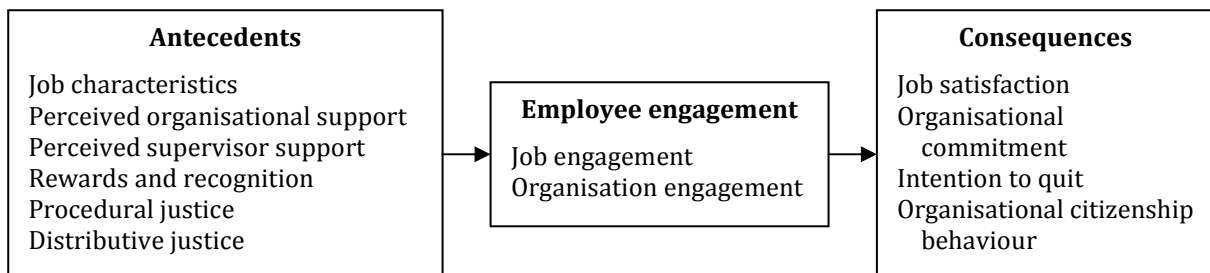 Antecedents
Job characteristics
Perceived organisational support
Perceived supervisor support
Rewards and recognition
Procedural justice
Distributive justice
Employee engagement
Job engagement
Organisation engagement
Consequences
Job satisfaction
Organisational
commitment
Intention to quit
Organisational citizenship
behaviour